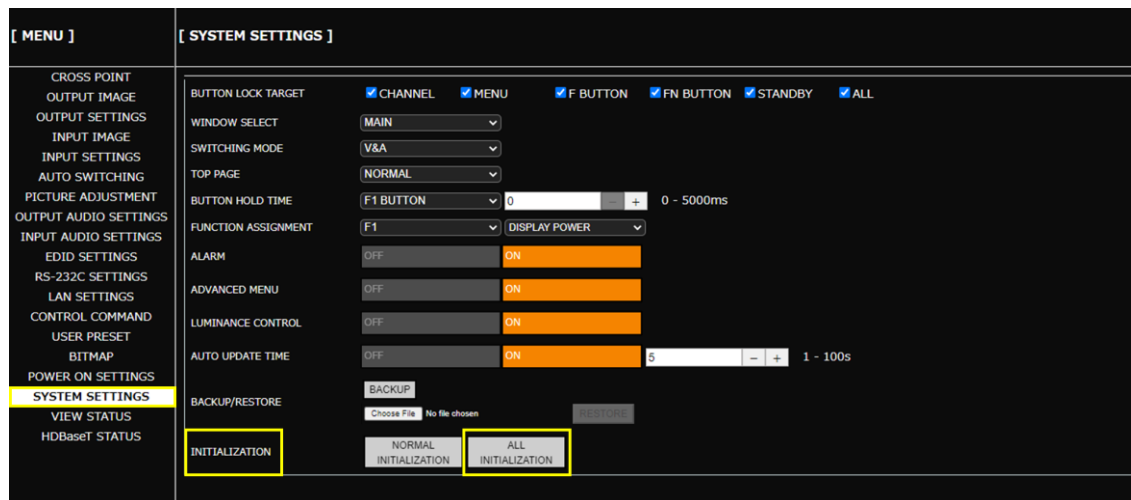 [ MENU ]
[ SYSTEM SETTINGS ]
CROSS POINT
OUTPUT IMAGE
OUTPUT SETTINGS
INPUT IMAGE
INPUT SETTINGS
AUTO SWITCHING
PICTURE ADJUSTMENT
OUTPUT AUDIO SETTINGS
INPUT AUDIO SETTINGS
EDID SETTINGS
RS-232C SETTINGS
LAN SETTINGS
CONTROL COMMAND
USER PRESET
BITMAP
POWER ON SETTINGS
SYSTEM SETTINGS
VIEW STATUS
HDBaseT STATUS
BUTTON LOCK TARGET CHANNEL MENU F BUTTON FN BUTTON STANDBY ALL
WINDOW SELECT MAIN
SWITCHING MODE V&A
TOP PAGE NORMAL
BUTTON HOLD TIME F1 BUTTON 0 - + 0 - 5000ms
FUNCTION ASSIGNMENT F1 DISPLAY POWER
ALARM OFF ON
ADVANCED MENU OFF ON
LUMINANCE CONTROL OFF ON
AUTO UPDATE TIME OFF ON 5 - + 1 - 100s
BACKUP/RESTORE
BACKUP
Choose File No file chosen RESTORE
INITIALIZATION
NORMAL
INITIALIZATION
ALL
INITIALIZATION